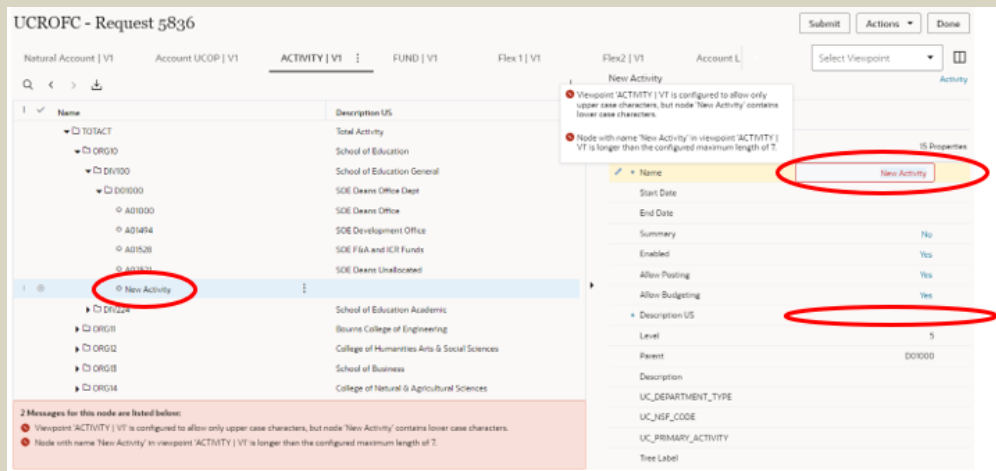 UCROFC - Request 5836
Submit
Actions
Done
Natural Account | V1
Account UCOP | V1
ACTIVITY | V1
FUND | V1
Flex 1 | V1
Flex2 | V1
Account L
Select Viewpoint
New Activity
Activity
Viewpoint 'ACTIVITY | V1' is configured to allow only
upper case characters, but node 'New Activity' contains
lower case characters.
Node with name 'New Activity' in viewpoint 'ACTIVITY |
V1' is longer than the configured maximum length of 7.
15 Properties
Name
Description US
TOTACT
Total Activity
ORG10
School of Education
DIV100
School of Education General
D01000
SOE Deans Office Dept
A01000
SOE Deans Office
A01494
SOE Development Office
A01528
SOE F&A and ICR Funds
SOE Deans Unallocated
New Activity
DIV224
School of Education Academic
ORG11
Bourns College of Engineering
ORG12
College of Humanities Arts & Social Sciences
ORG13
School of Business
ORG14
College of Natural & Agricultural Sciences
2 Messages for this node are listed below:
Viewpoint 'ACTIVITY | V1' is configured to allow only upper case characters, but node 'New Activity' contains lower case characters.
Node with name 'New Activity' in viewpoint 'ACTIVITY | V1' is longer than the configured maximum length of 7.
Name
New Activity
Start Date
End Date
Summary
No
Enabled
Yes
Allow Posting
Yes
Allow Budgeting
Yes
Description US
Level
5
Parent
D01000
Description
UC_DEPARTMENT_TYPE
UC_NSF_CODE
UC_PRIMARY_ACTIVITY
Tree Label